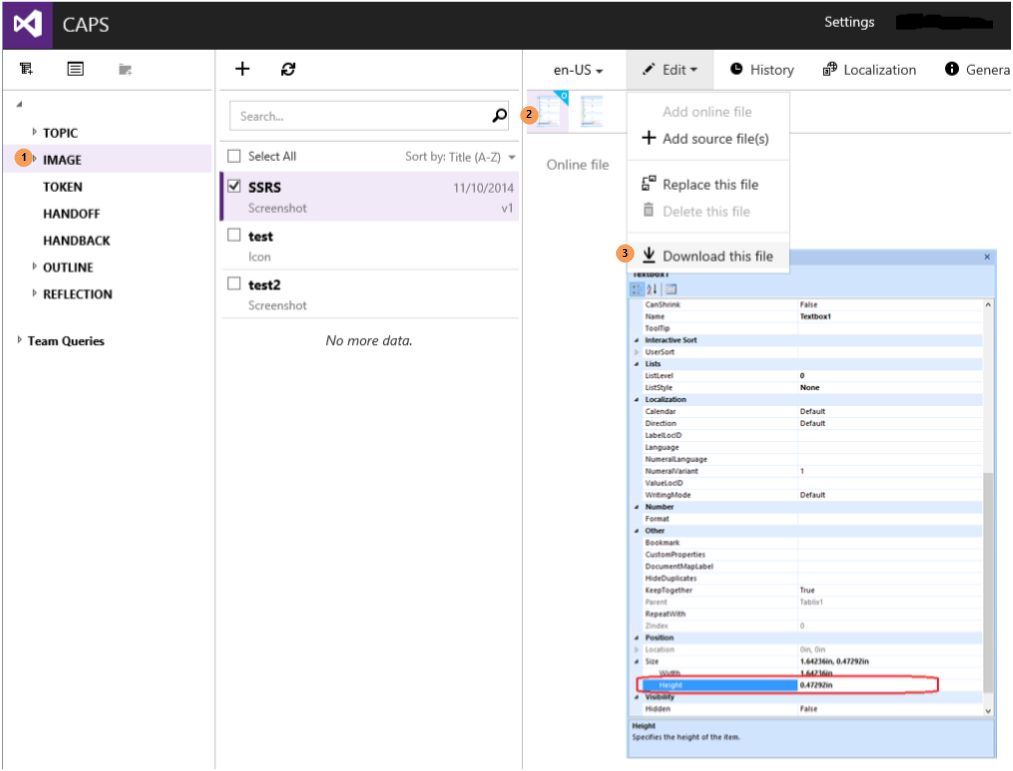 CAPS
Settings
TOPIC
1 IMAGE
TOKEN
HANDOFF
HANDBACK
OUTLINE
REFLECTION
Team Queries
Search...
Select All Sort by: Title (A-Z)
SSRS 11/10/2014
Screenshot v1
test
Icon
test2
Screenshot
No more data.
en-US Edit History Localization Genera
2
Online file
Add online file
Add source file(s)
Replace this file
Delete this file
3 Download this file
Textbox1
CanShrink False
Name Textbox1
ToolTip
Interactive Sort
UserSort
Lists
ListLevel 0
ListStyle None
Localization
Calendar Default
Direction Default
LabelLocID
Language
NumeralLanguage
NumeralVariant 1
ValueLocID
WritingMode Default
Number
Format
Other
Bookmark
CustomProperties
DocumentMapLabel
HideDuplicates
KeepTogether True
Parent Tablix1
RepeatWith
ZIndex 0
Position
Location 0in, 0in
Size 1.64236in, 0.47292in
Width 1.64236in
Height 0.47292in
Visibility
Hidden False
Height
Specifies the height of the item.